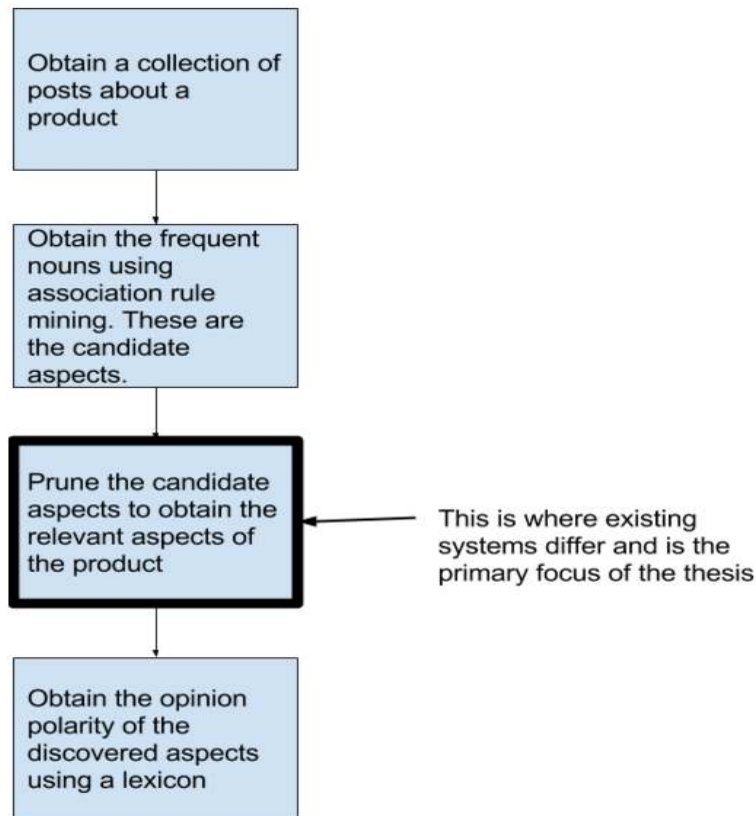 Obtain a collection of
posts about a
product
Obtain the frequent
nouns using
association rule
mining. These are
the candidate
aspects.
Prune the candidate
aspects to obtain the
relevant aspects of
the product
This is where existing
systems differ and is the
primary focus of the thesis
Obtain the opinion
polarity of the
discovered aspects
using a lexicon